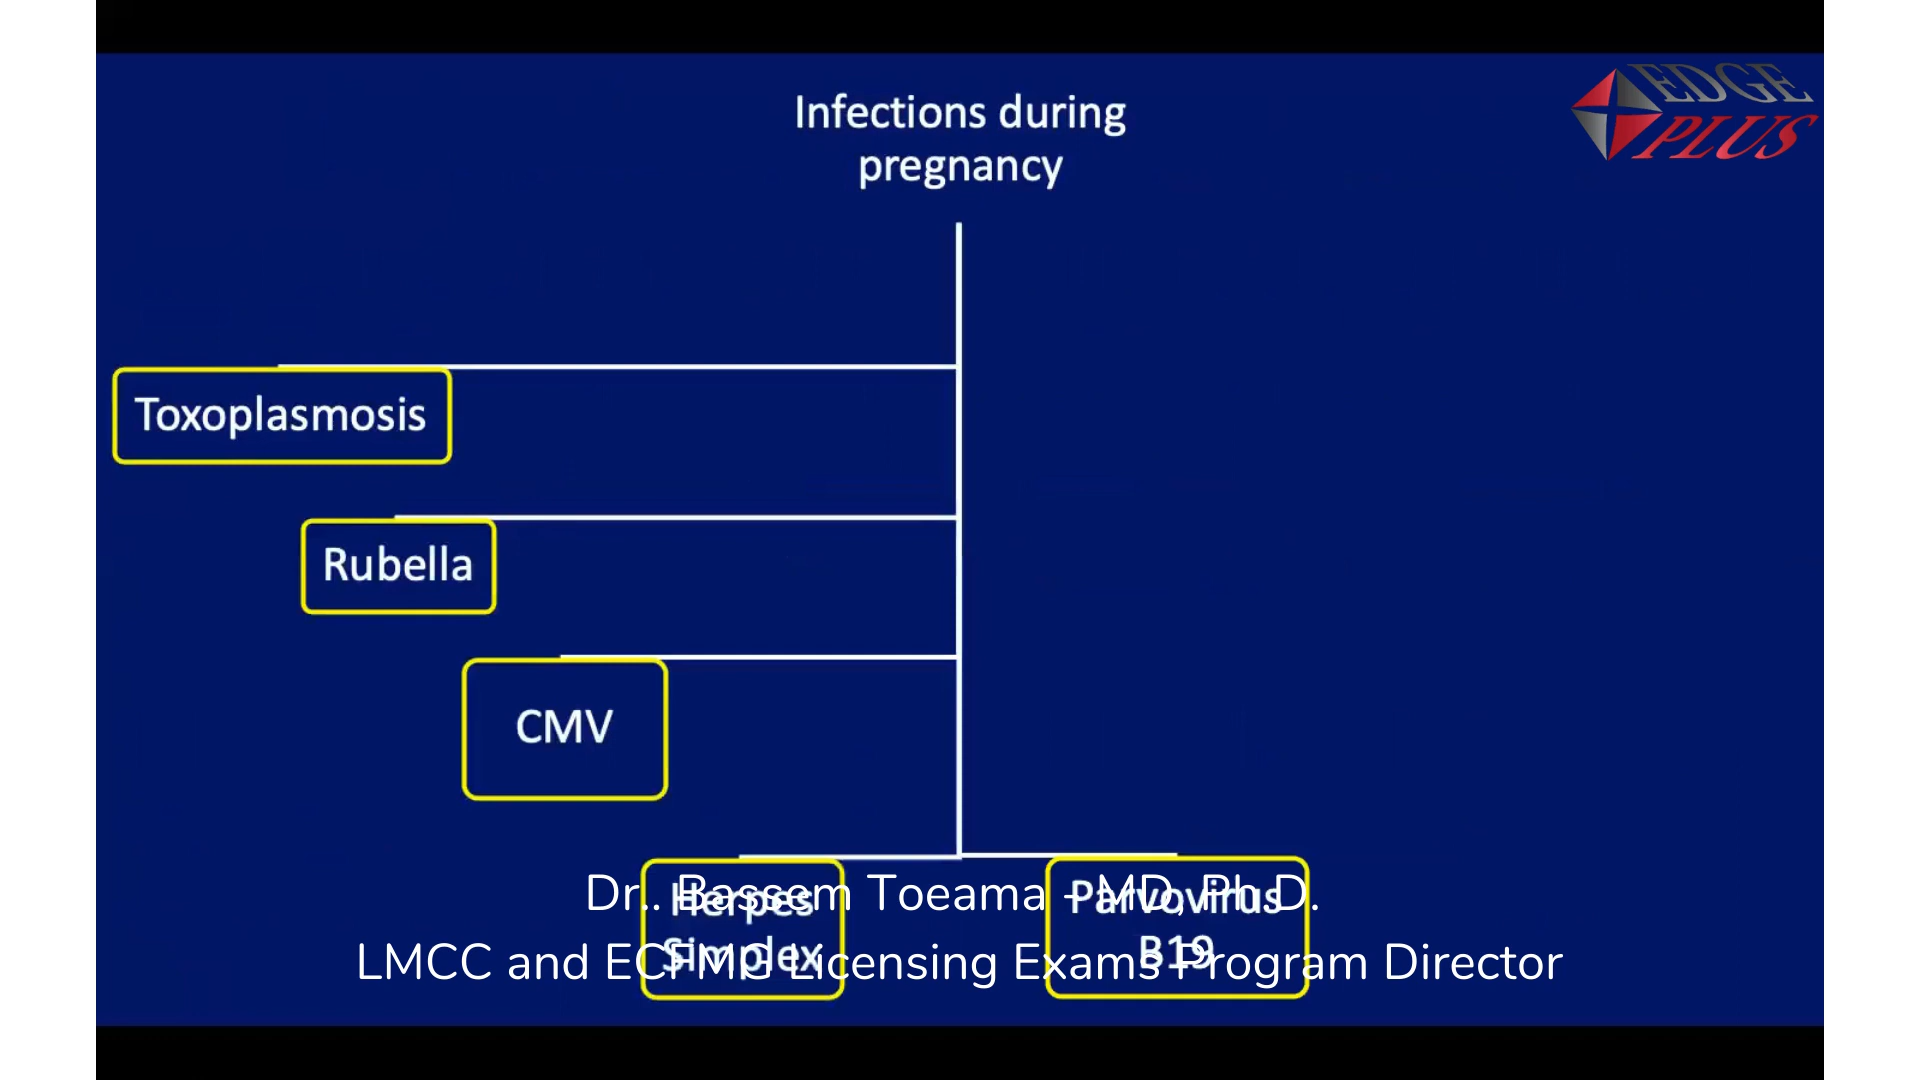 Infections during
pregnancy
EDGE
PLUS
Toxoplasmosis
Rubella
CMV
Herpes
Simplex
Parvovirus
B19
Dr.. Bassem Toeama - MD, Ph.D.
LMCC and ECFMG Licensing Exams Program Director